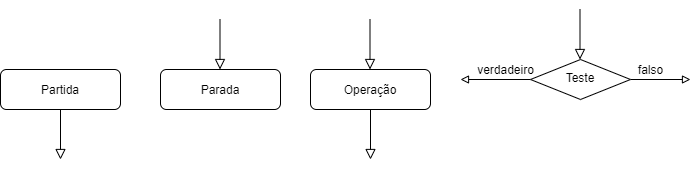 Partida
Parada
Operação
verdadeiro
Teste
falso